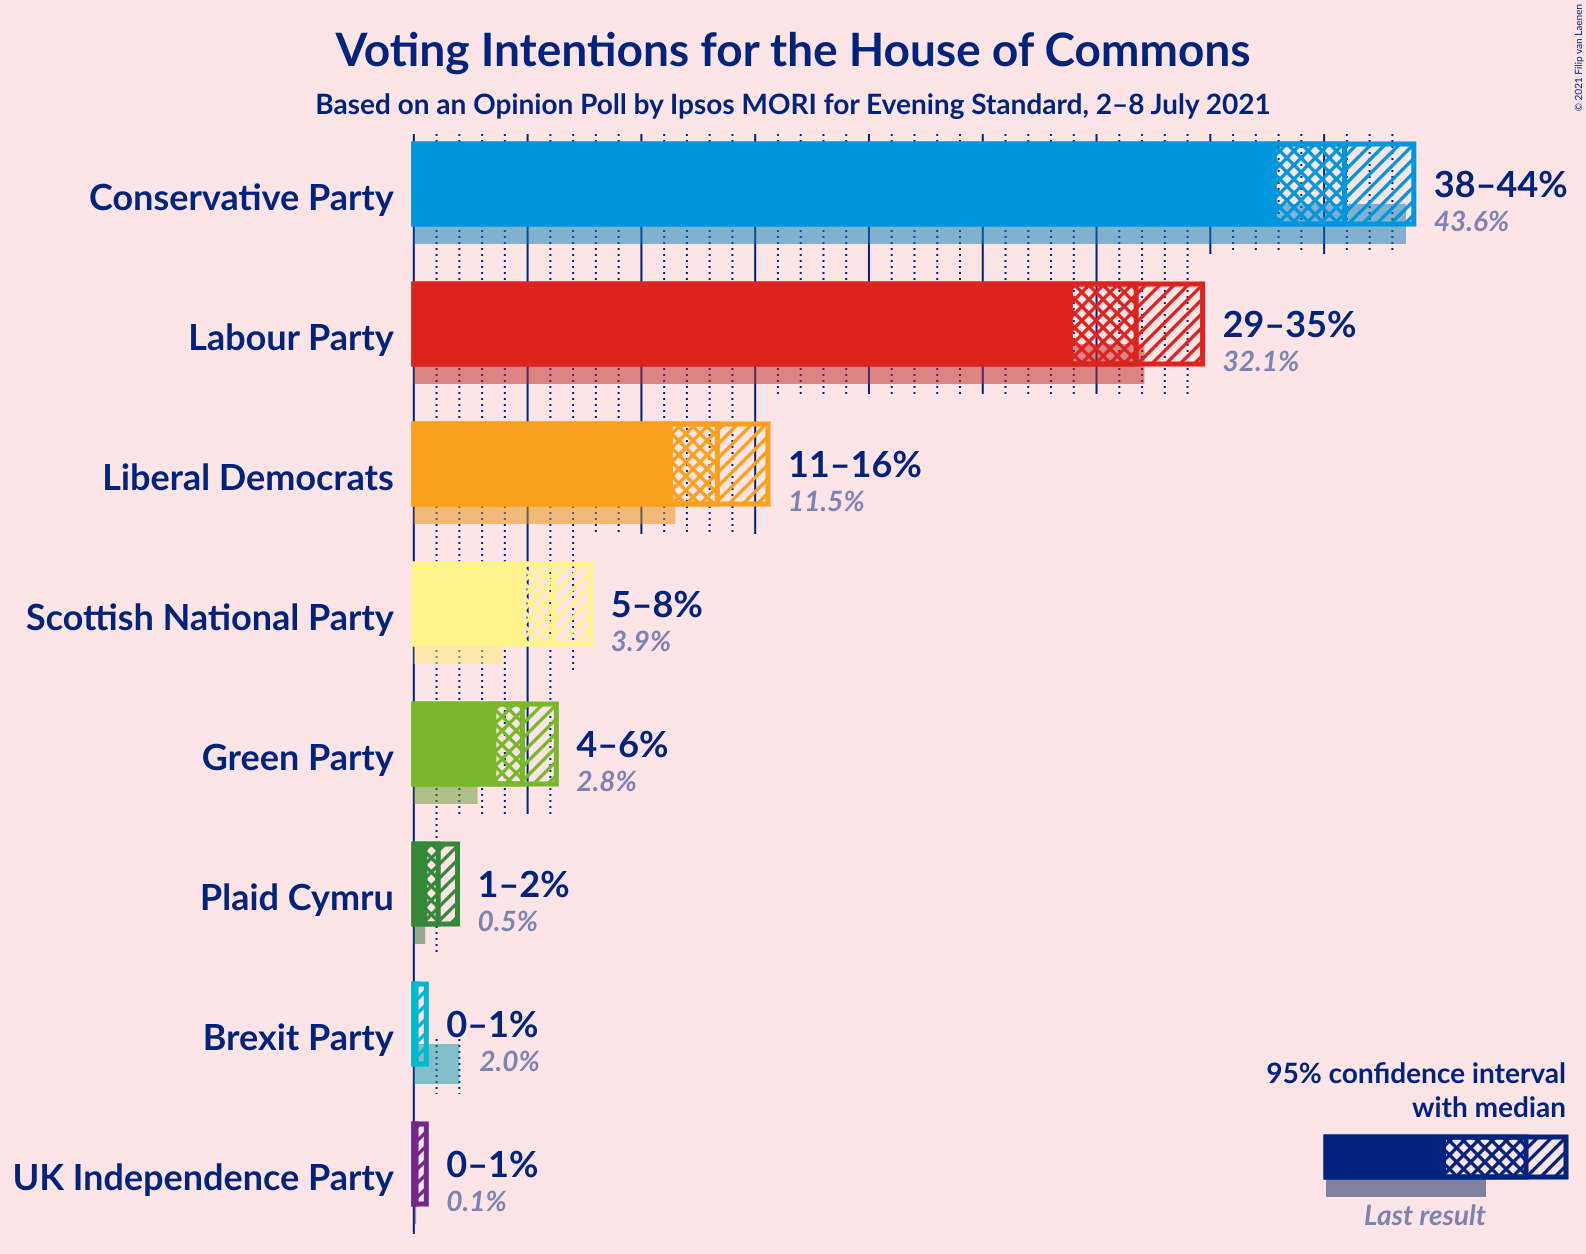 Voting Intentions for the House of Commons
Based on an Opinion Poll by Ipsos MORI for Evening Standard, 2–8 July 2021
© 2021 Filip van Laenen
Conservative Party
38–44%
43.6%
Labour Party
29–35%
32.1%
Liberal Democrats
11–16%
11.5%
Scottish National Party
5–8%
3.9%
Green Party
4–6%
2.8%
Plaid Cymru
1–2%
0.5%
Brexit Party
0–1%
2.0%
UK Independence Party
0–1%
0.1%
95% confidence interval
with median
Last result